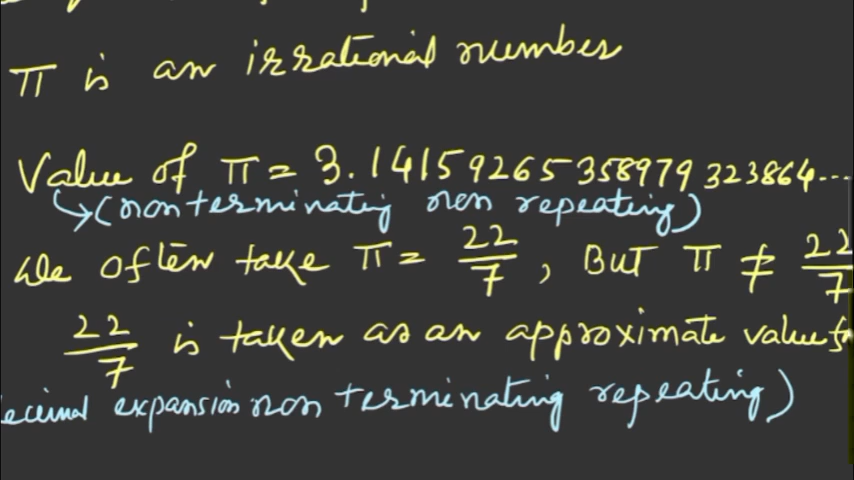 π is an irrational number
Value of π = 3.14159265358979323864...
↳(non terminating non repeating)
We often take π = 22/7, But π ≠ 22/7
22/7 is taken as an approximate value
expansion non terminating repeating)